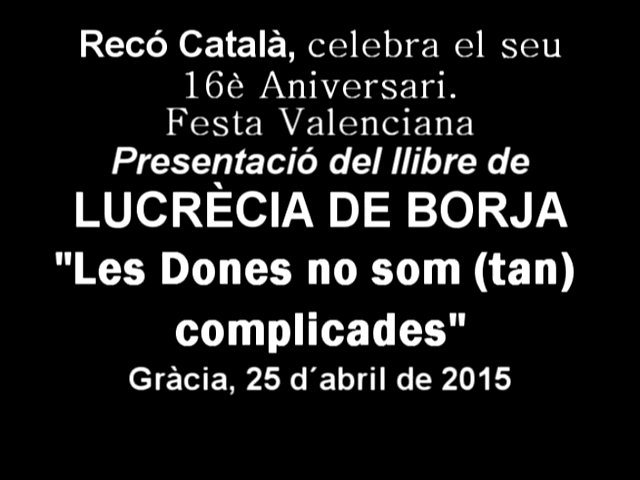 Recó Català, celebra el seu
16è Aniversari.
Festa Valenciana
Presentació del llibre de
LUCRÈCIA DE BORJA
"Les Dones no som (tan)
complicades"
Gràcia, 25 d´abril de 2015